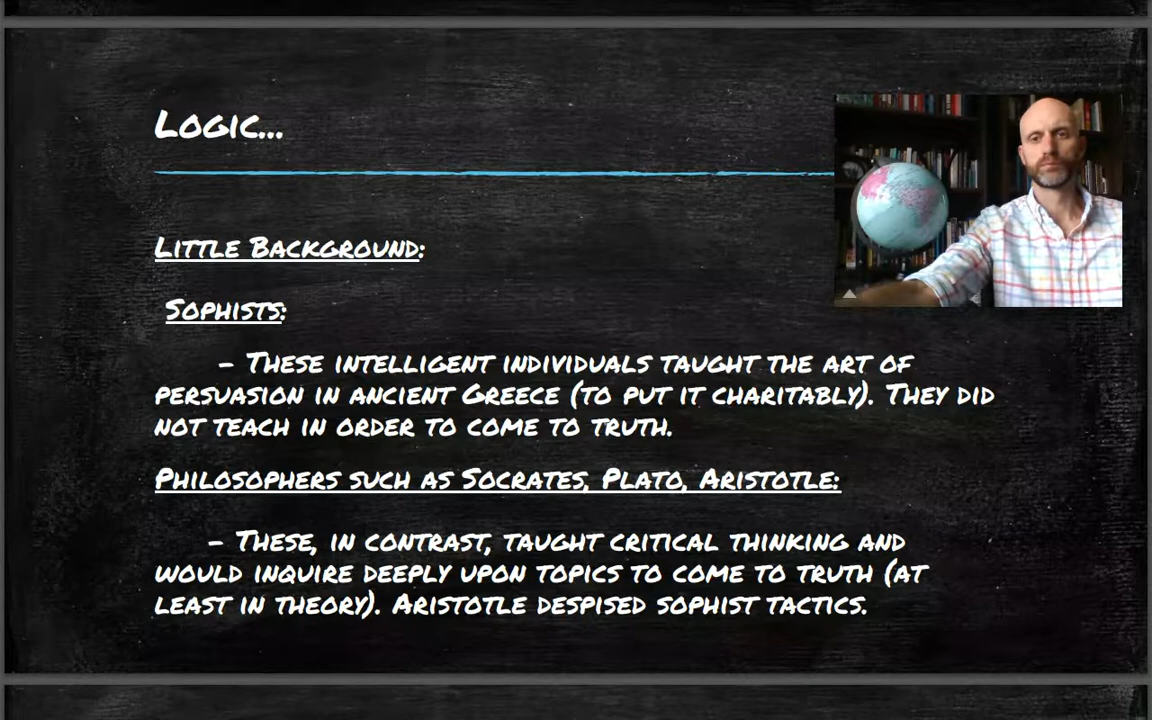 Logic...
Little Background:
Sophists:
- These intelligent individuals taught the art of
persuasion in ancient Greece (to put it charitably). They did
not teach in order to come to truth.
Philosophers such as Socrates, Plato, Aristotle:
- These, in contrast, taught critical thinking and
would inquire deeply upon topics to come to truth (at
least in theory). Aristotle despised sophist tactics.